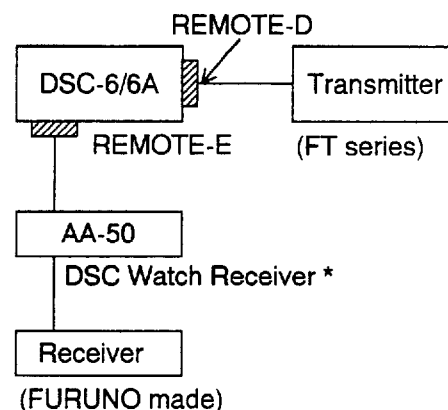 REMOTE-D
DSC-6/6A
Transmitter
REMOTE-E
(FT series)
AA-50
DSC Watch Receiver *
Receiver
(FURUNO made)